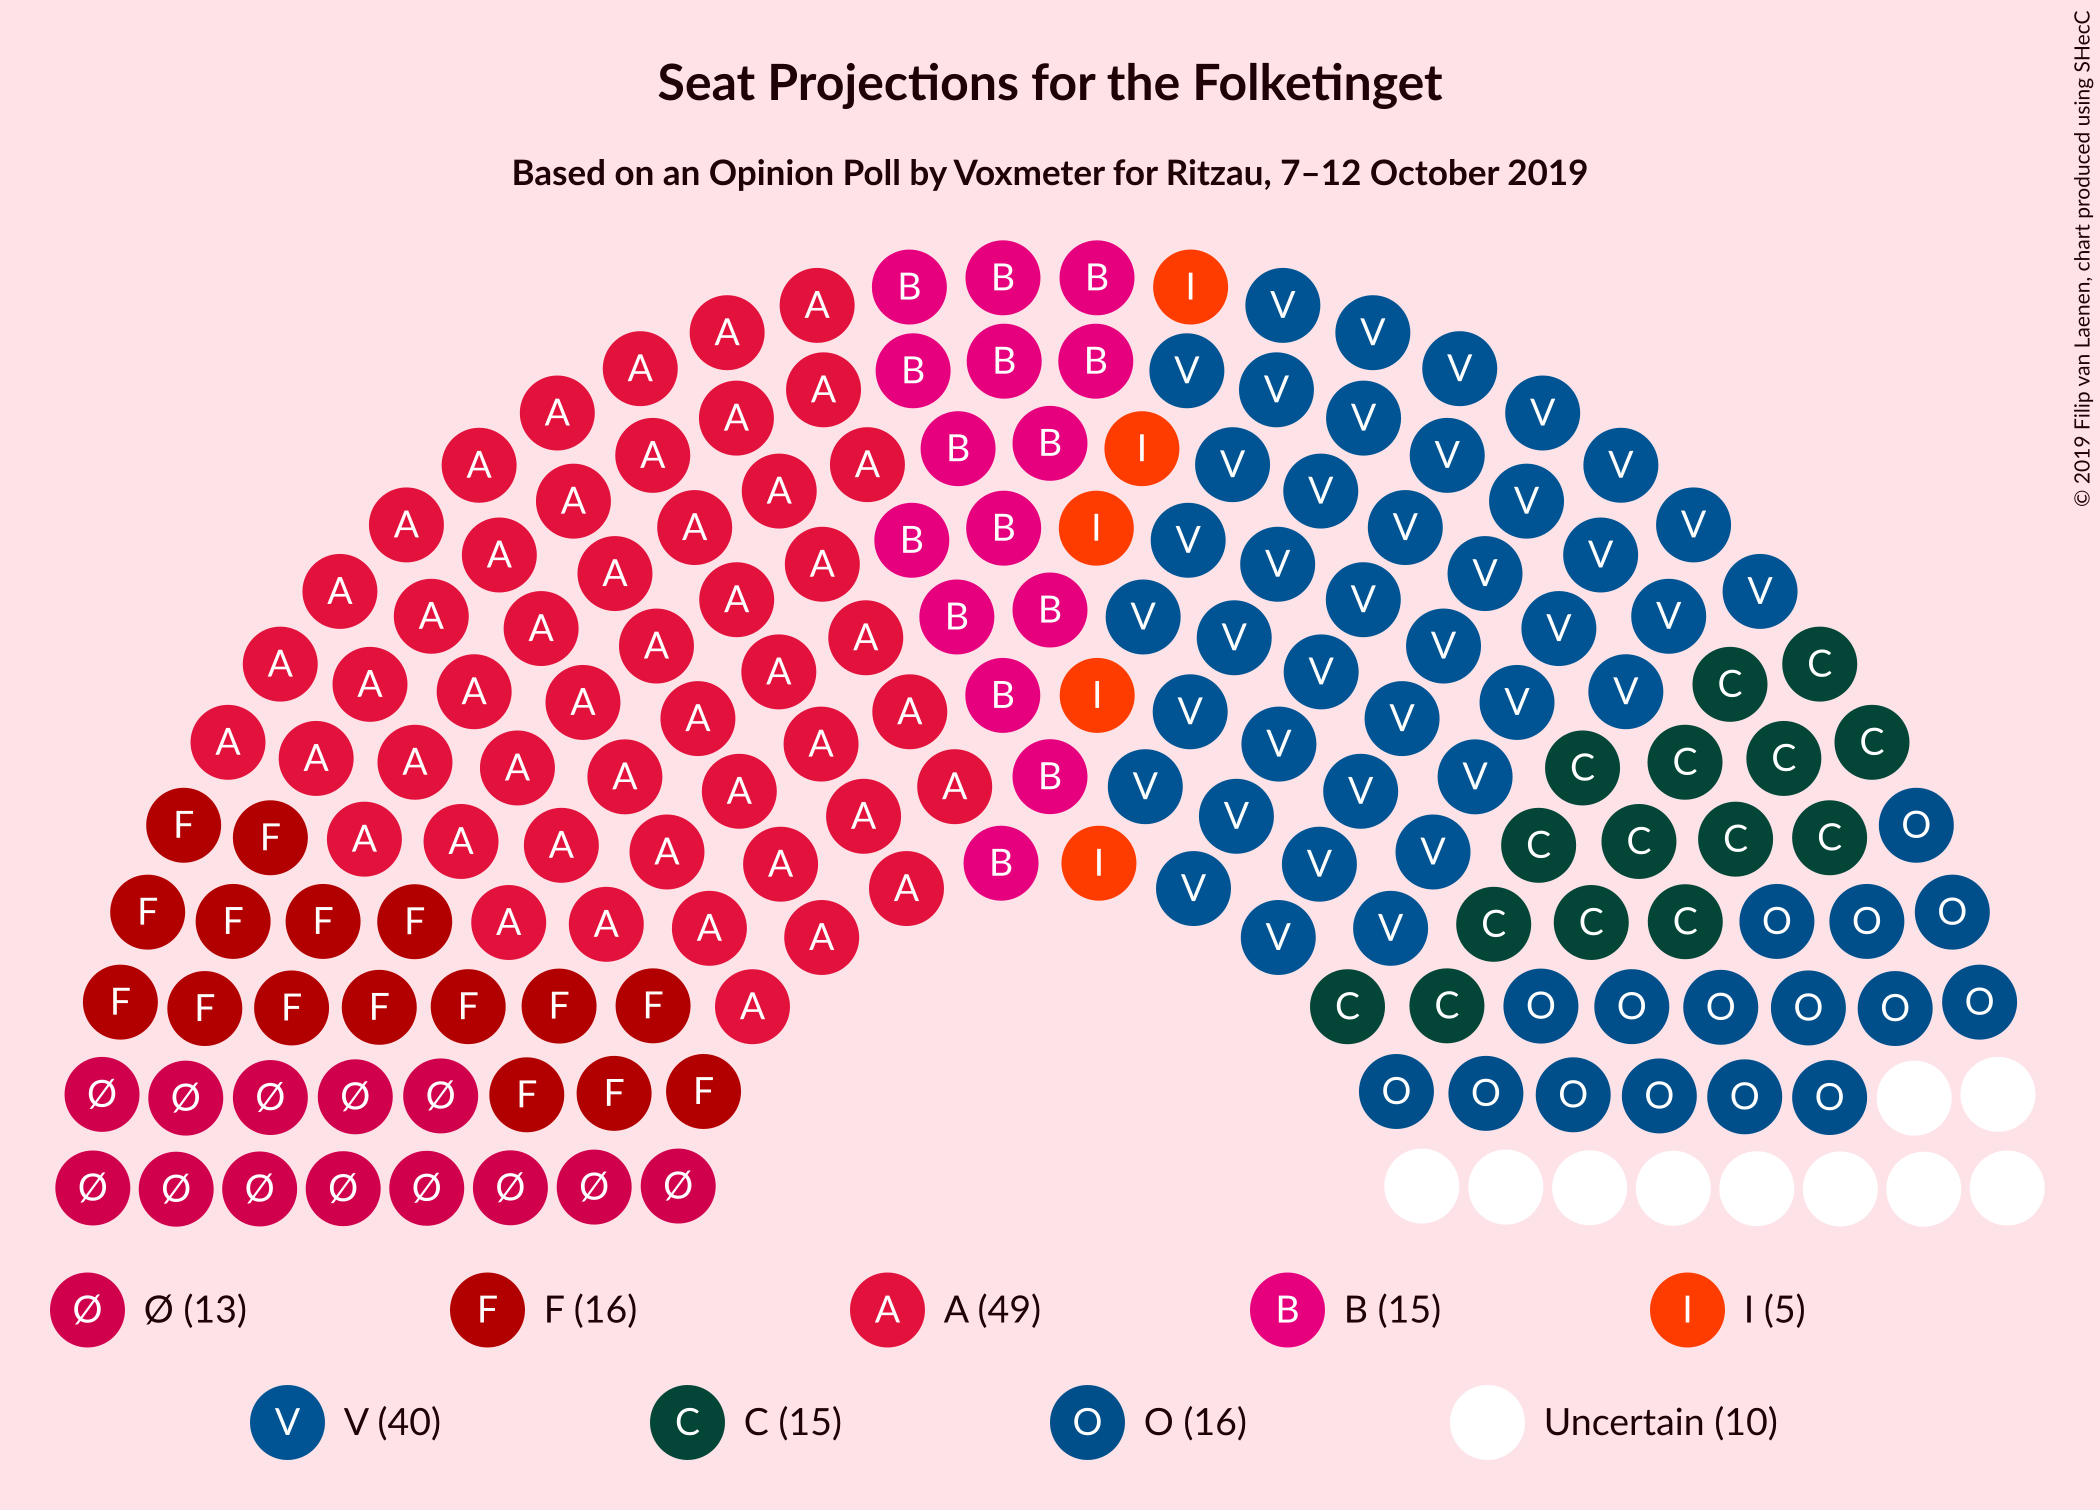 Seat Projections for the Folketinget
Based on an Opinion Poll by Voxmeter for Ritzau, 7–12 October 2019
© 2019 Filip van Laenen, chart produced using SHecC
B B B I
A V
A V
A B B B V V
A A V V
A A B B I V V V
A A A V V V
A A A B B I V V V V
A A A A V V V V
A A A A B B V V V V V
A A A A A V V V C C
A A A A A B I V V V V V
A A A A A A V V C C C C
A A A A B V V V V
F F A A A A A A V V V C C C C O
A B I V
F F F F A A A A V V C C C O O O
F F F F F F F A C C O O O O O O
Ø Ø Ø Ø Ø F F F O O O O O O
Ø Ø Ø Ø Ø Ø Ø Ø
Ø Ø (13) F F (16) A A (49) B B (15) I I (5)
V V (40) C C (15) O O (16) Uncertain (10)